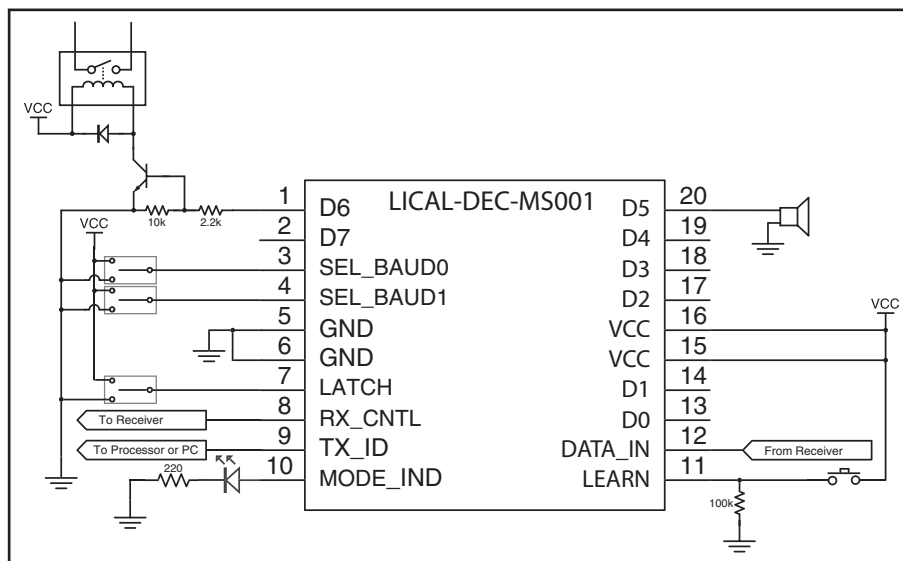 VCC
10k
2.2k
VCC
LICAL-DEC-MS001
1 D6
2 D7
3 SEL_BAUD0
4 SEL_BAUD1
5 GND
6 GND
7 LATCH
8 RX_CNTL
9 TX_ID
10 MODE_IND
To Receiver
To Processor or PC
220
D5 20
D4 19
D3 18
D2 17
VCC 16
VCC 15
D1 14
D0 13
DATA_IN 12
LEARN 11
VCC
From Receiver
100k